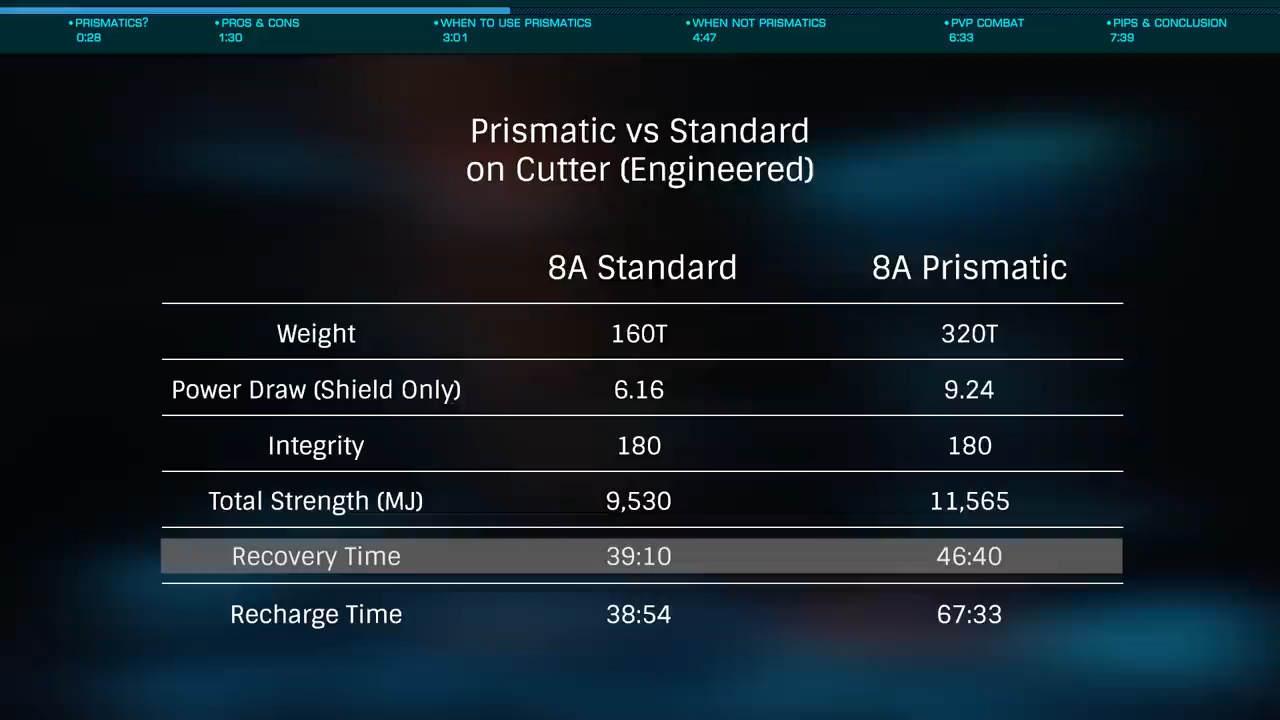 •PRISMATICS? •PROS & CONS •WHEN TO USE PRISMATICS •WHEN NOT PRISMATICS •PVP COMBAT •PIPS & CONCLUSION
0:28 1:30 3:01 4:47 6:33 7:39
Prismatic vs Standard
on Cutter (Engineered)
8A Standard 8A Prismatic
Weight 160T 320T
Power Draw (Shield Only) 6.16 9.24
Integrity 180 180
Total Strength (MJ) 9,530 11,565
Recovery Time 39:10 46:40
Recharge Time 38:54 67:33